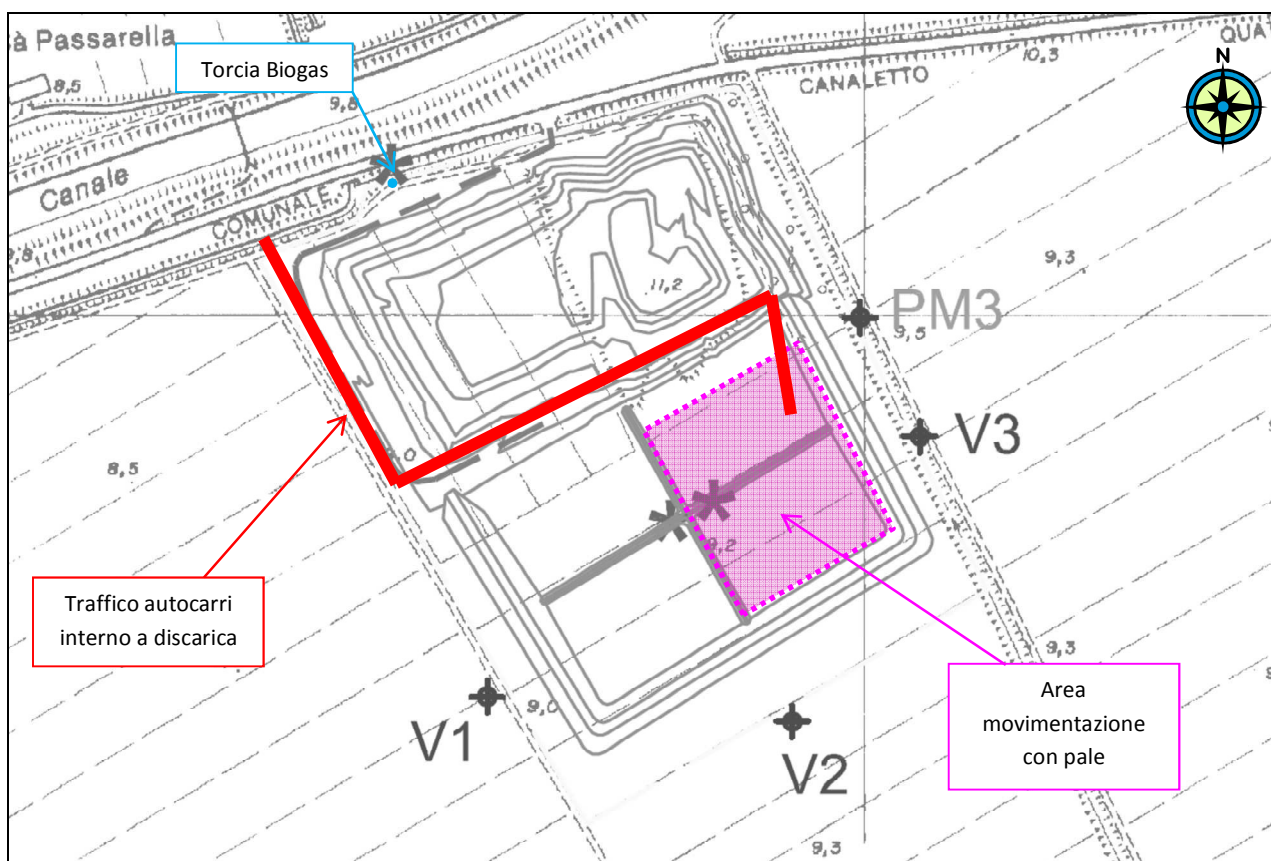 à Passarella
QUA
10,3
N
Torcia Biogas
8,5
9,8
CANALETTO
Canale
COMUNALE
9,8
11,2
9,3
PM3
9,5
V3
8,5
9,2
Traffico autocarri
interno a discarica
9,3
Area
movimentazione
con pale
9,0
V1
V2
9,3